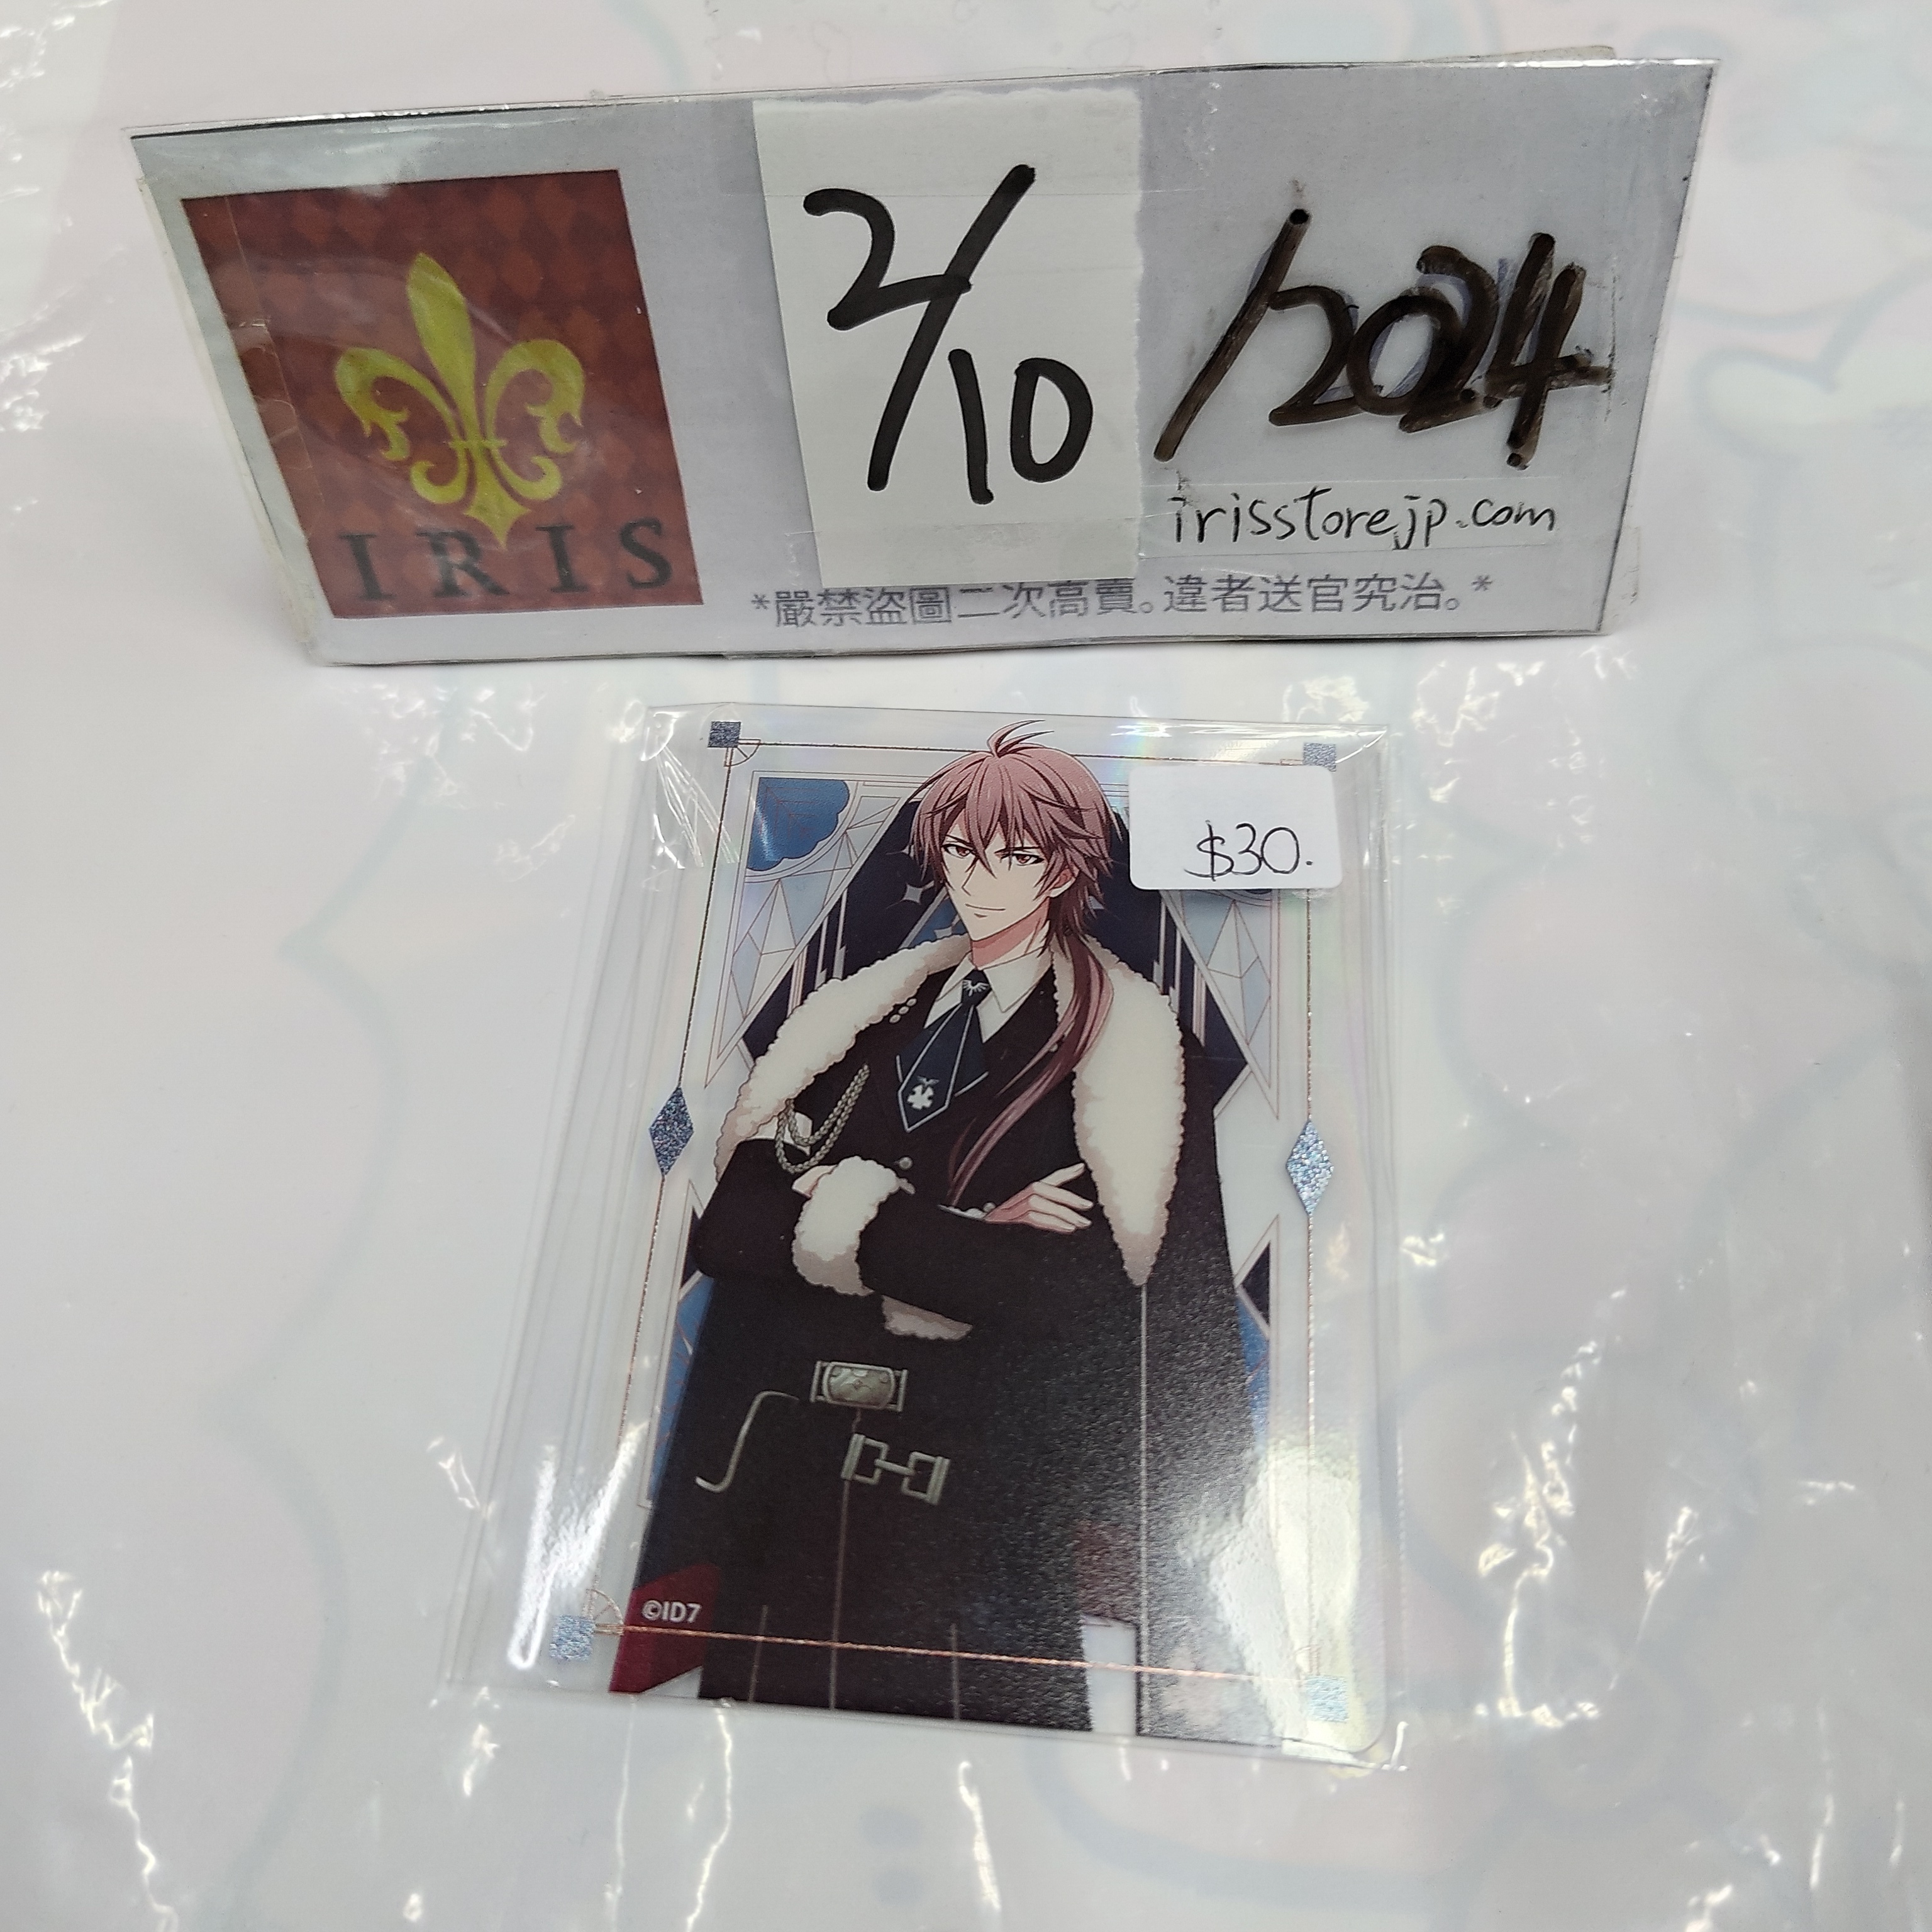 IRIS
2/10
/2024
irisstorejp.com
*嚴禁盜圖二次高賣。違者送官究治。*
$30.
©ID7